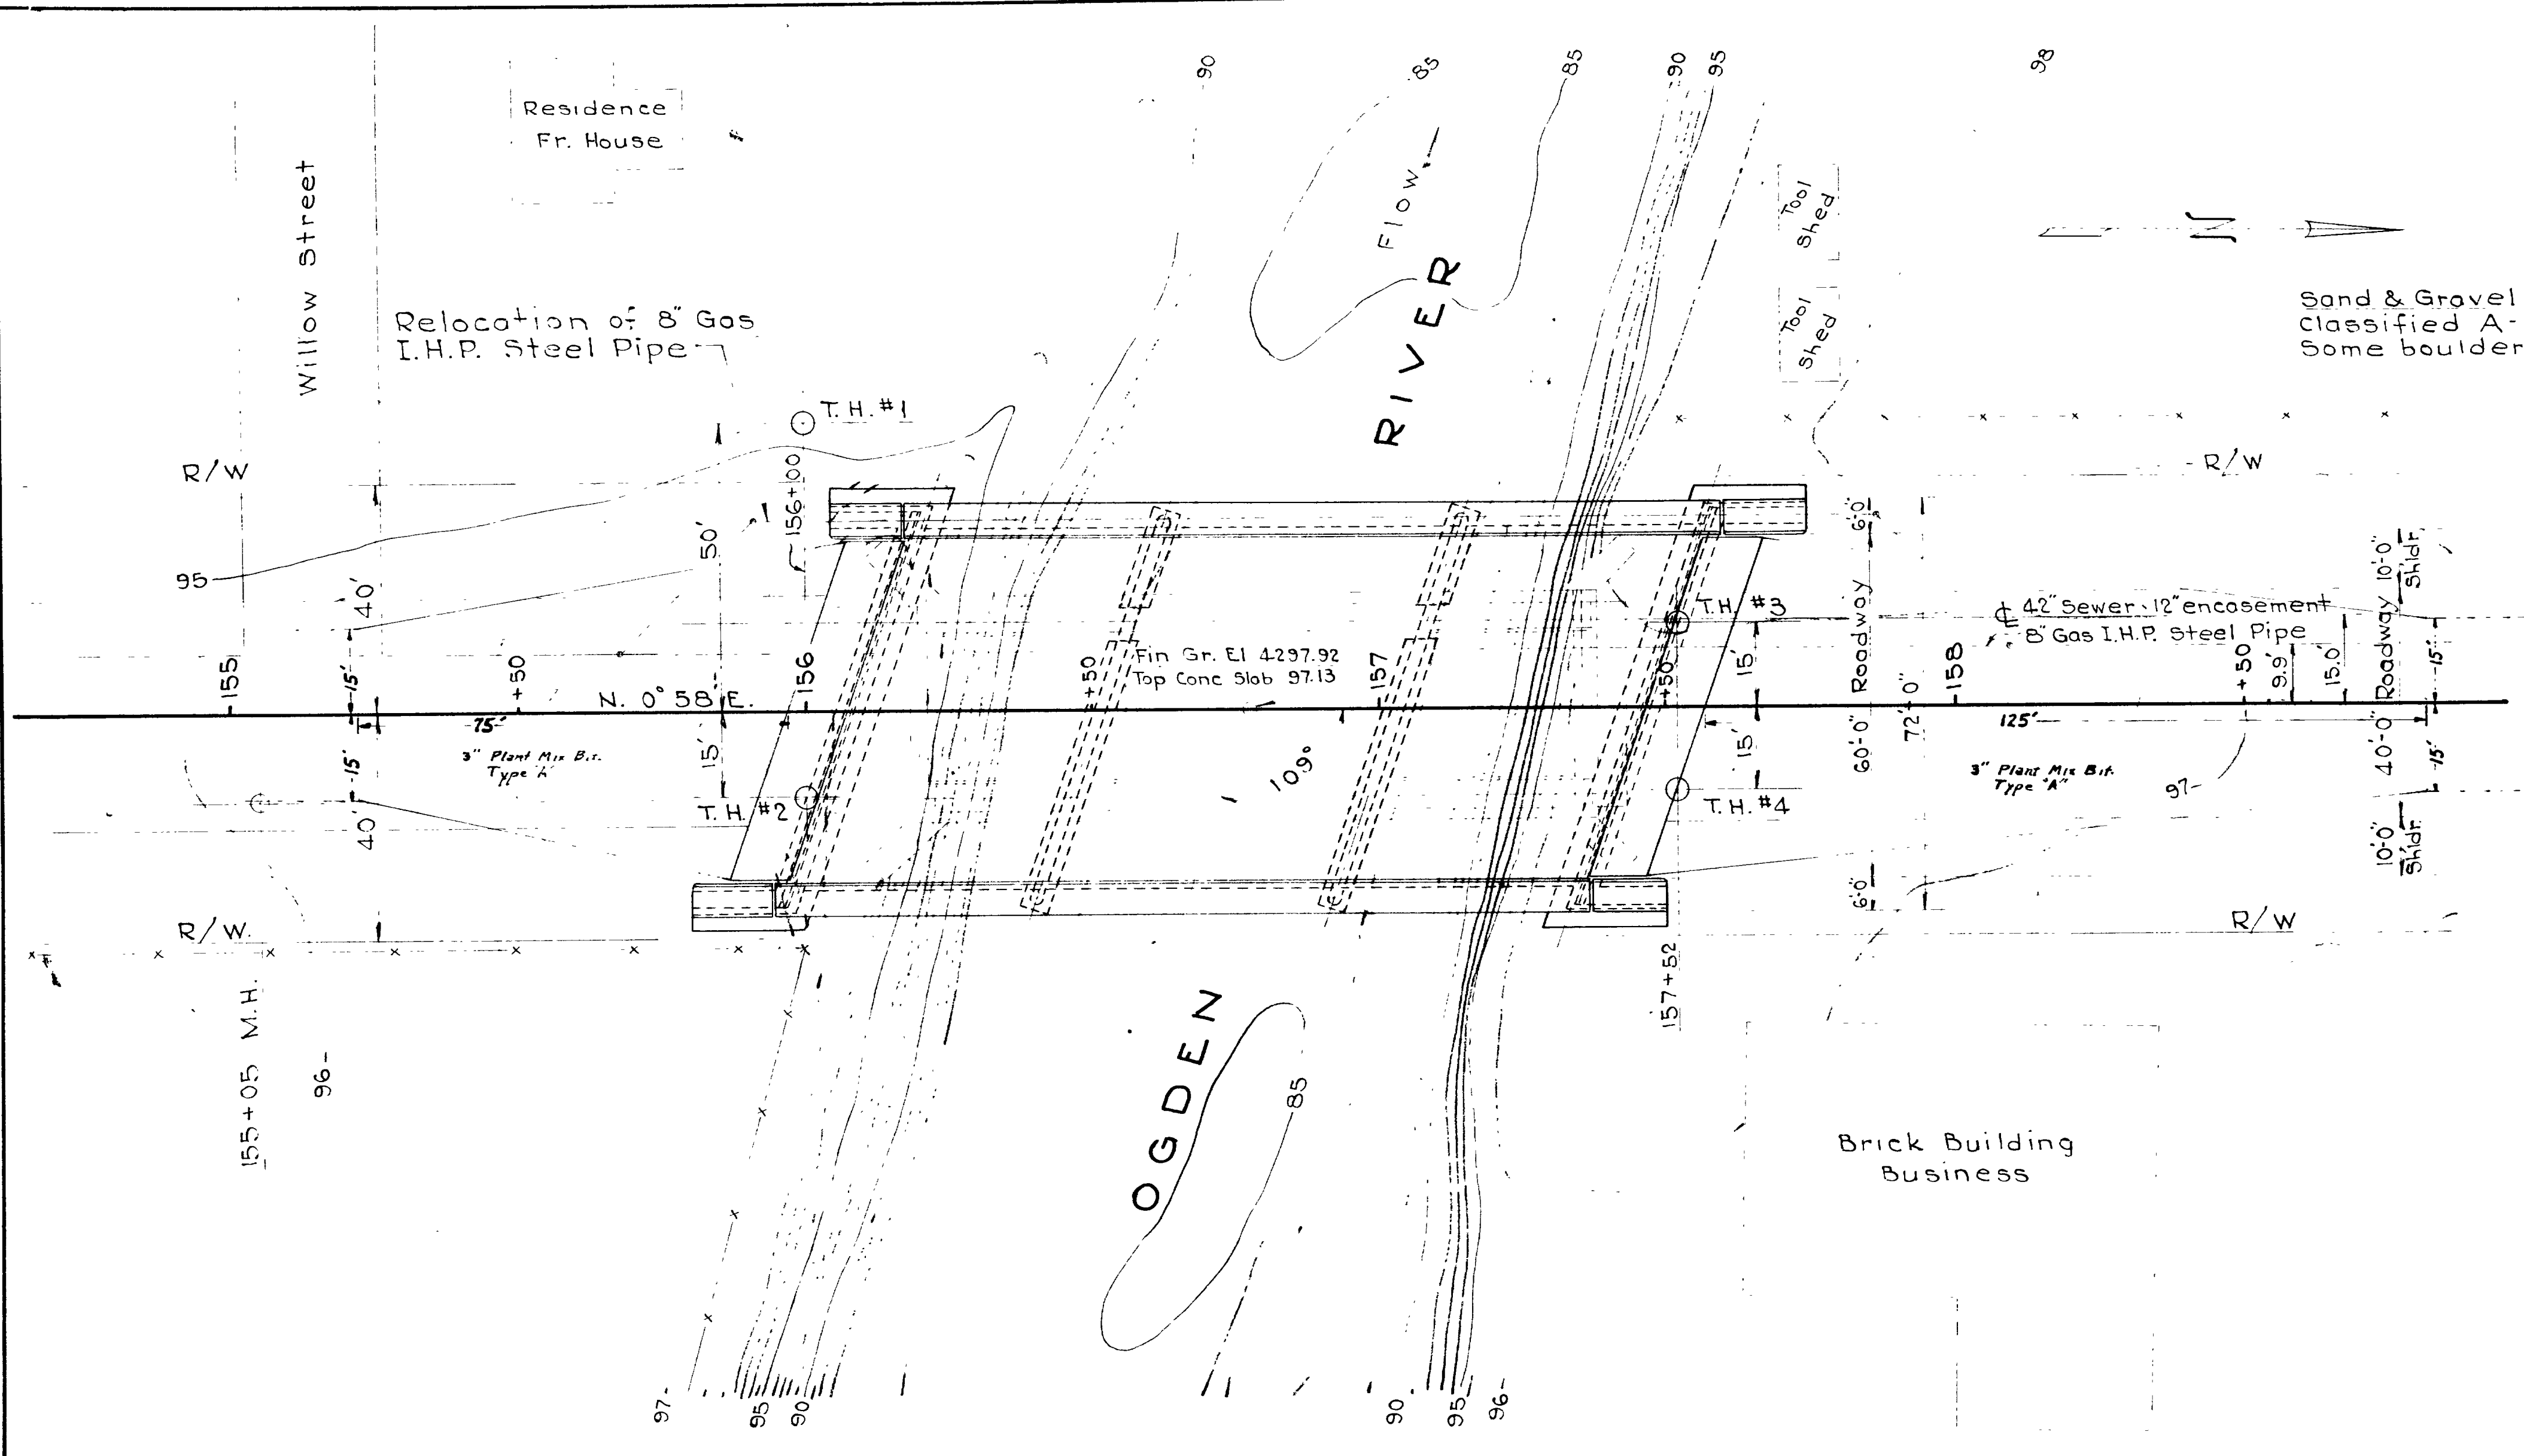 90
85
85
90
95
98
Residence
Fr. House
Willow Street
Flow
RIVER
Tool
Shed
Tool
Shed
N
Sand & Gravel
Classified A-
Some boulder
Relocation of 8" Gas
I.H.P. Steel Pipe
T.H. #1
R/W
R/W
156+00
50'
95
40'
6'-0"
10'-0"
Shldr.
T.H. #3
15'
℄ 42" Sewer 12" encasement
8" Gas I.H.P. Steel Pipe
Fin Gr. El 4297.92
Top Conc Slab 97.13
155
15'
+50
N. 0° 58' E.
156
+50
157
+50
60'-0" Roadway
72'-0"
158
+50
9.9'
15.0'
40'-0" Roadway
15'
75'
125'
15'
15'
15'
15'
3" Plant Mix Bit.
Type "A"
109°
3" Plant Mix Bit.
Type "A"
97
T.H. #2
T.H. #4
40'
10'-0"
Shldr.
6'-0"
R/W.
R/W
155+05 M.H.
96
157+52
OGDEN
85
Brick Building
Business
97
95
90
90
95
96